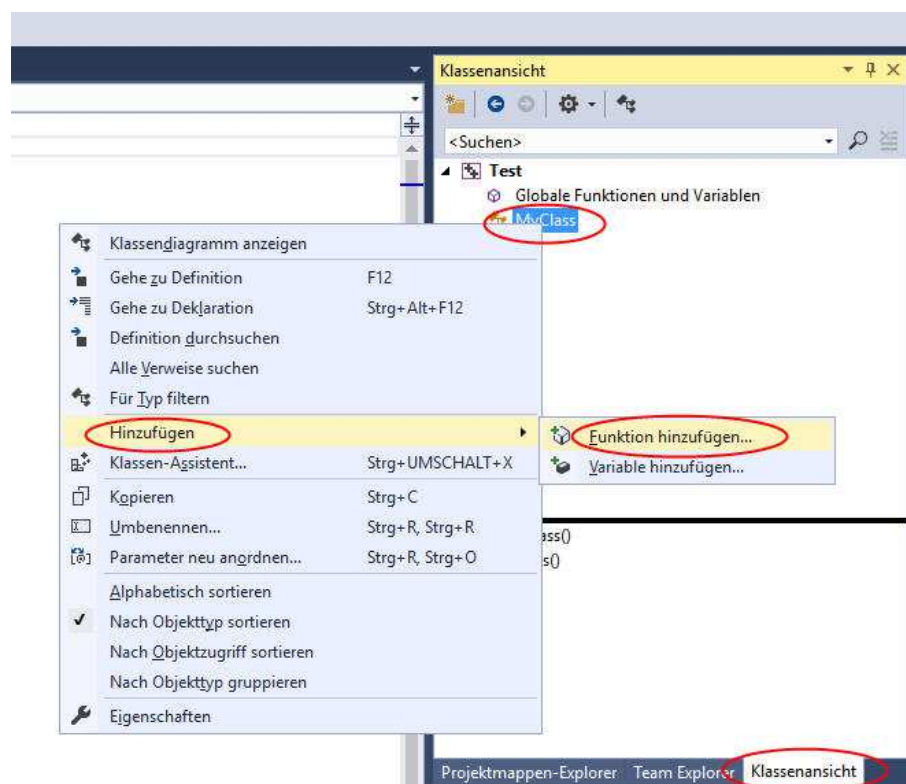 Klassenansicht
<Suchen>
Test
Globale Funktionen und Variablen
MyClass
Klassendiagramm anzeigen
Gehe zu Definition F12
Gehe zu Deklaration Strg+Alt+F12
Definition durchsuchen
Alle Verweise suchen
Für Typ filtern
Hinzufügen
Funktion hinzufügen...
Klassen-Assistent... Strg+UMSCHALT+X
Variable hinzufügen...
Kopieren Strg+C
Umbenennen... Strg+R, Strg+R
Parameter neu anordnen... Strg+R, Strg+O
Alphabetisch sortieren
Nach Objekttyp sortieren
Nach Objektzugriff sortieren
Nach Objekttyp gruppieren
Eigenschaften
ass()
s()
Projektmappen-Explorer Team Explorer Klassenansicht